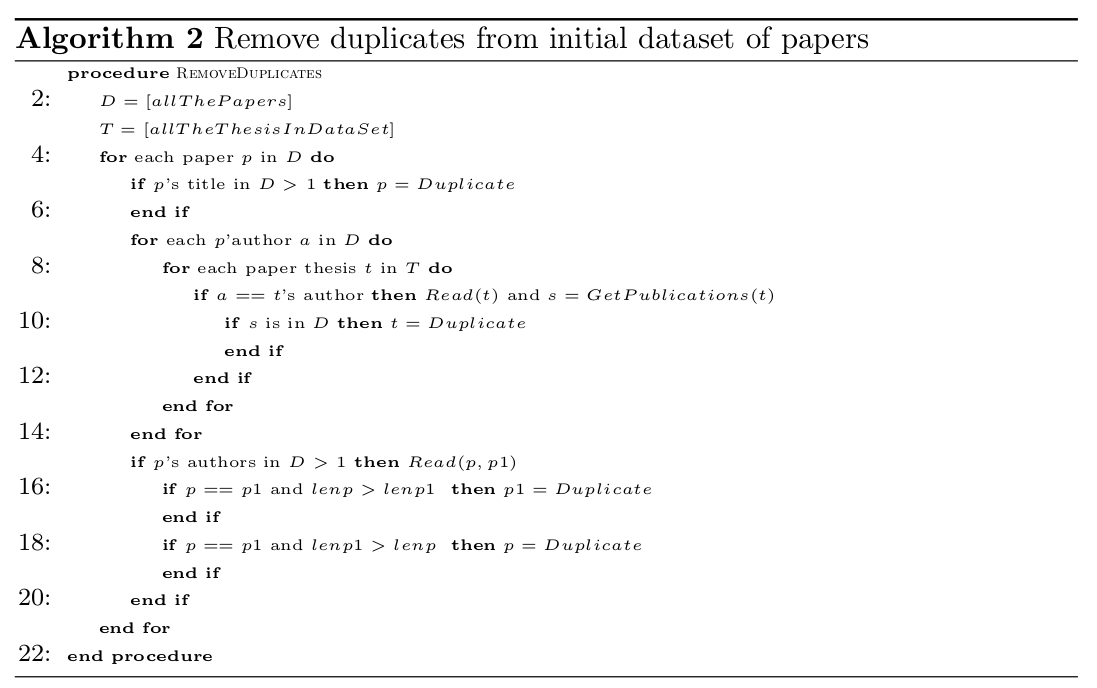 Algorithm 2 Remove duplicates from initial dataset of papers
procedure RemoveDuplicates
2: D = [allThePapers]
T = [allTheThesisInDataSet]
4: for each paper p in D do
if p's title in D > 1 then p = Duplicate
6: end if
for each p'author a in D do
8: for each paper thesis t in T do
if a == t's author then Read(t) and s = GetPublications(t)
10: if s is in D then t = Duplicate
end if
12: end if
end for
14: end for
if p's authors in D > 1 then Read(p, p1)
16: if p == p1 and lenp > lenp1 then p1 = Duplicate
end if
18: if p == p1 and lenp1 > lenp then p = Duplicate
end if
20: end if
end for
22: end procedure